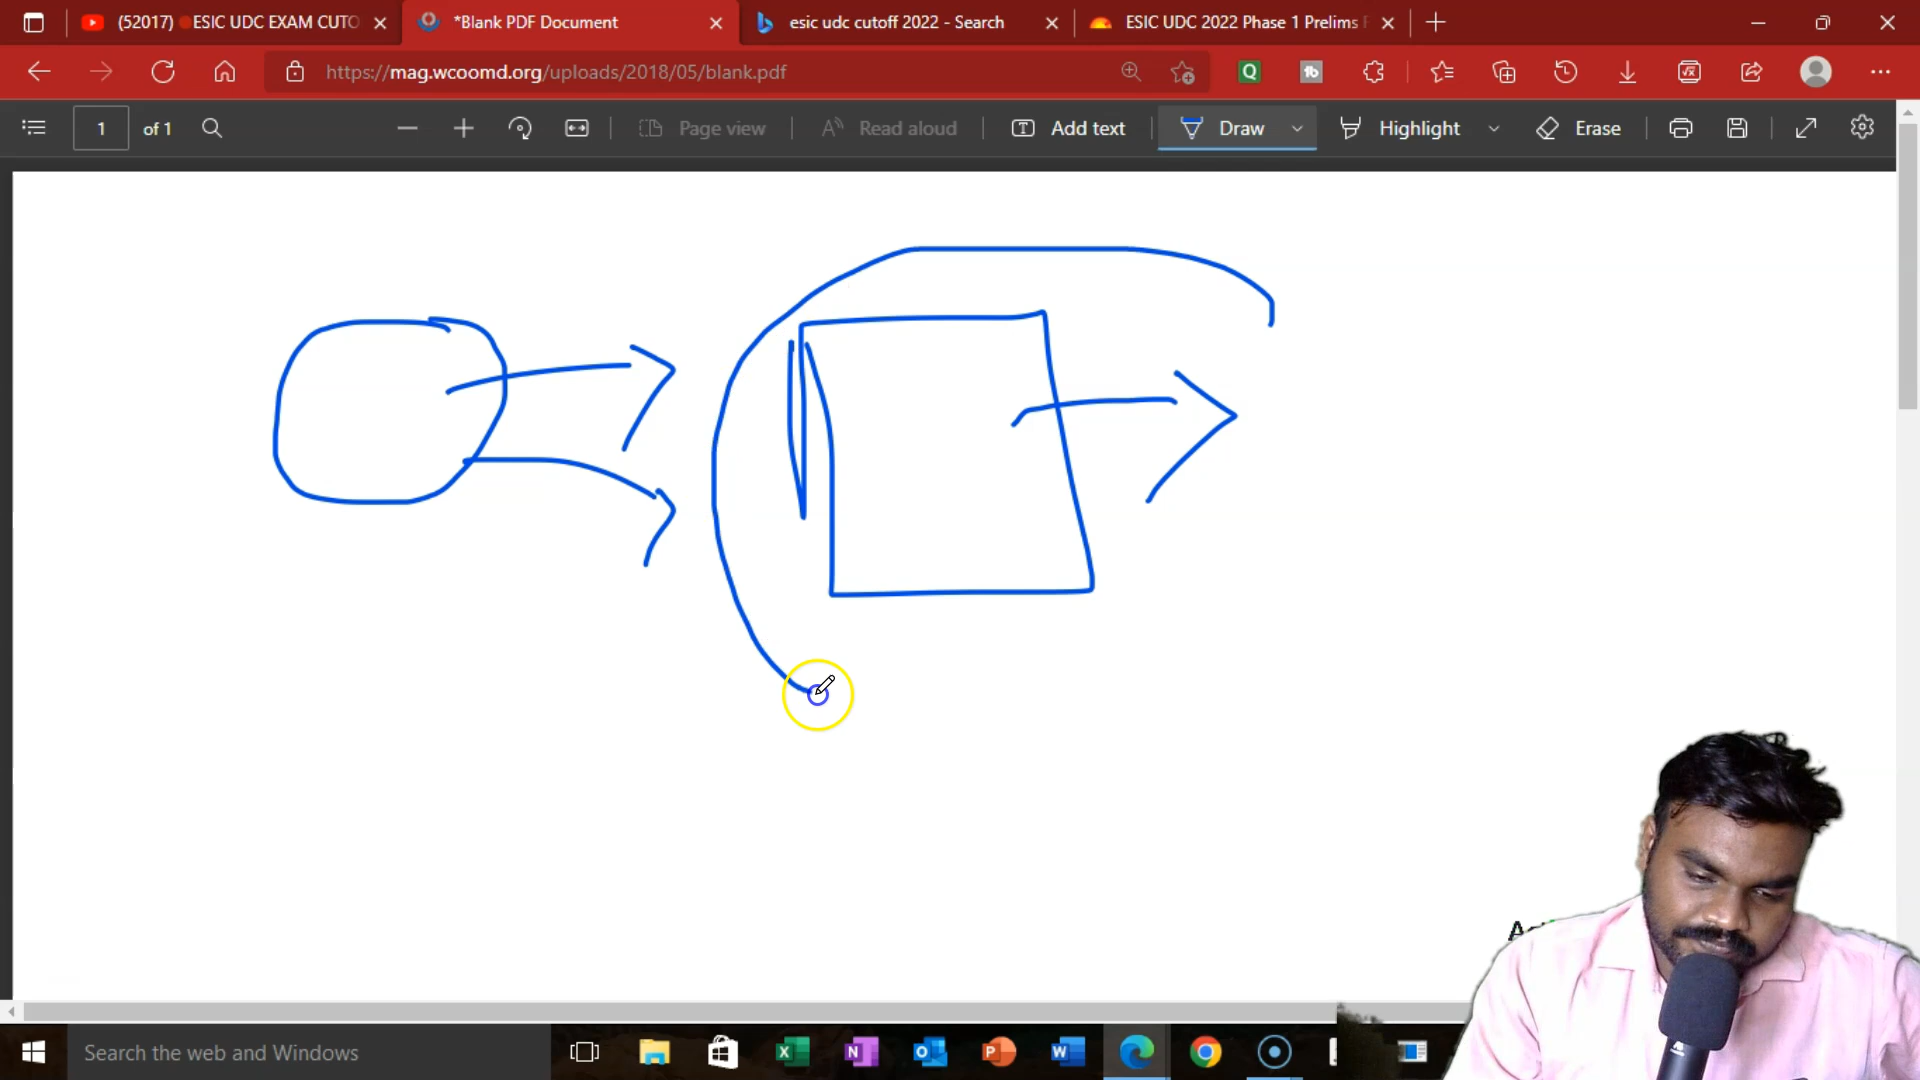 (52017) ESIC UDC EXAM CUTO
*Blank PDF Document
esic udc cutoff 2022 - Search
ESIC UDC 2022 Phase 1 Prelims
https://mag.wcoomd.org/uploads/2018/05/blank.pdf
1 of 1
Page view
Read aloud
Add text
Draw
Highlight
Erase
Search the web and Windows